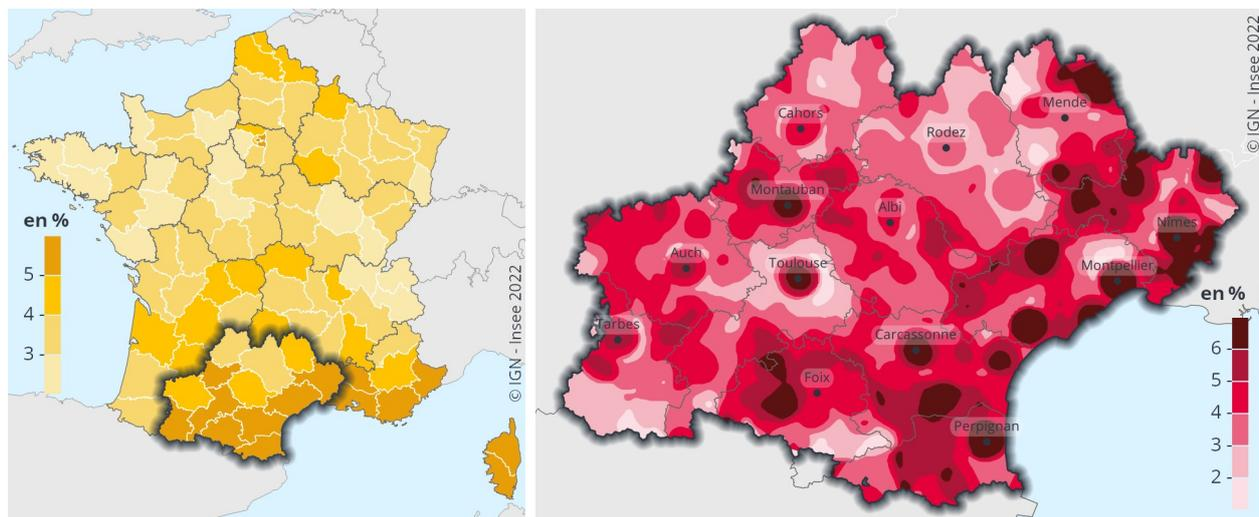 en %
5
4
3
© IGN - Insee 2022
Cahors
Mende
Rodez
Montauban
Albi
Nîmes
Auch
Toulouse
Montpellier
Tarbes
Carcassonne
Foix
Perpignan
en %
6
5
4
3
2
© IGN - Insee 2022